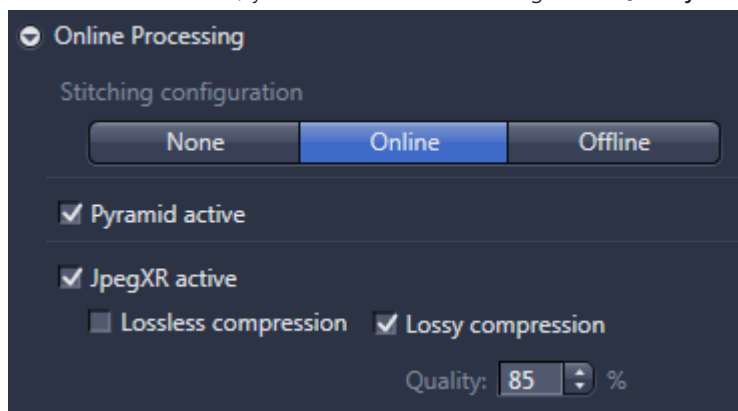 Online Processing
Stitching configuration
None Online Offline
Pyramid active
JpegXR active
Lossless compression Lossy compression
Quality: 85 %